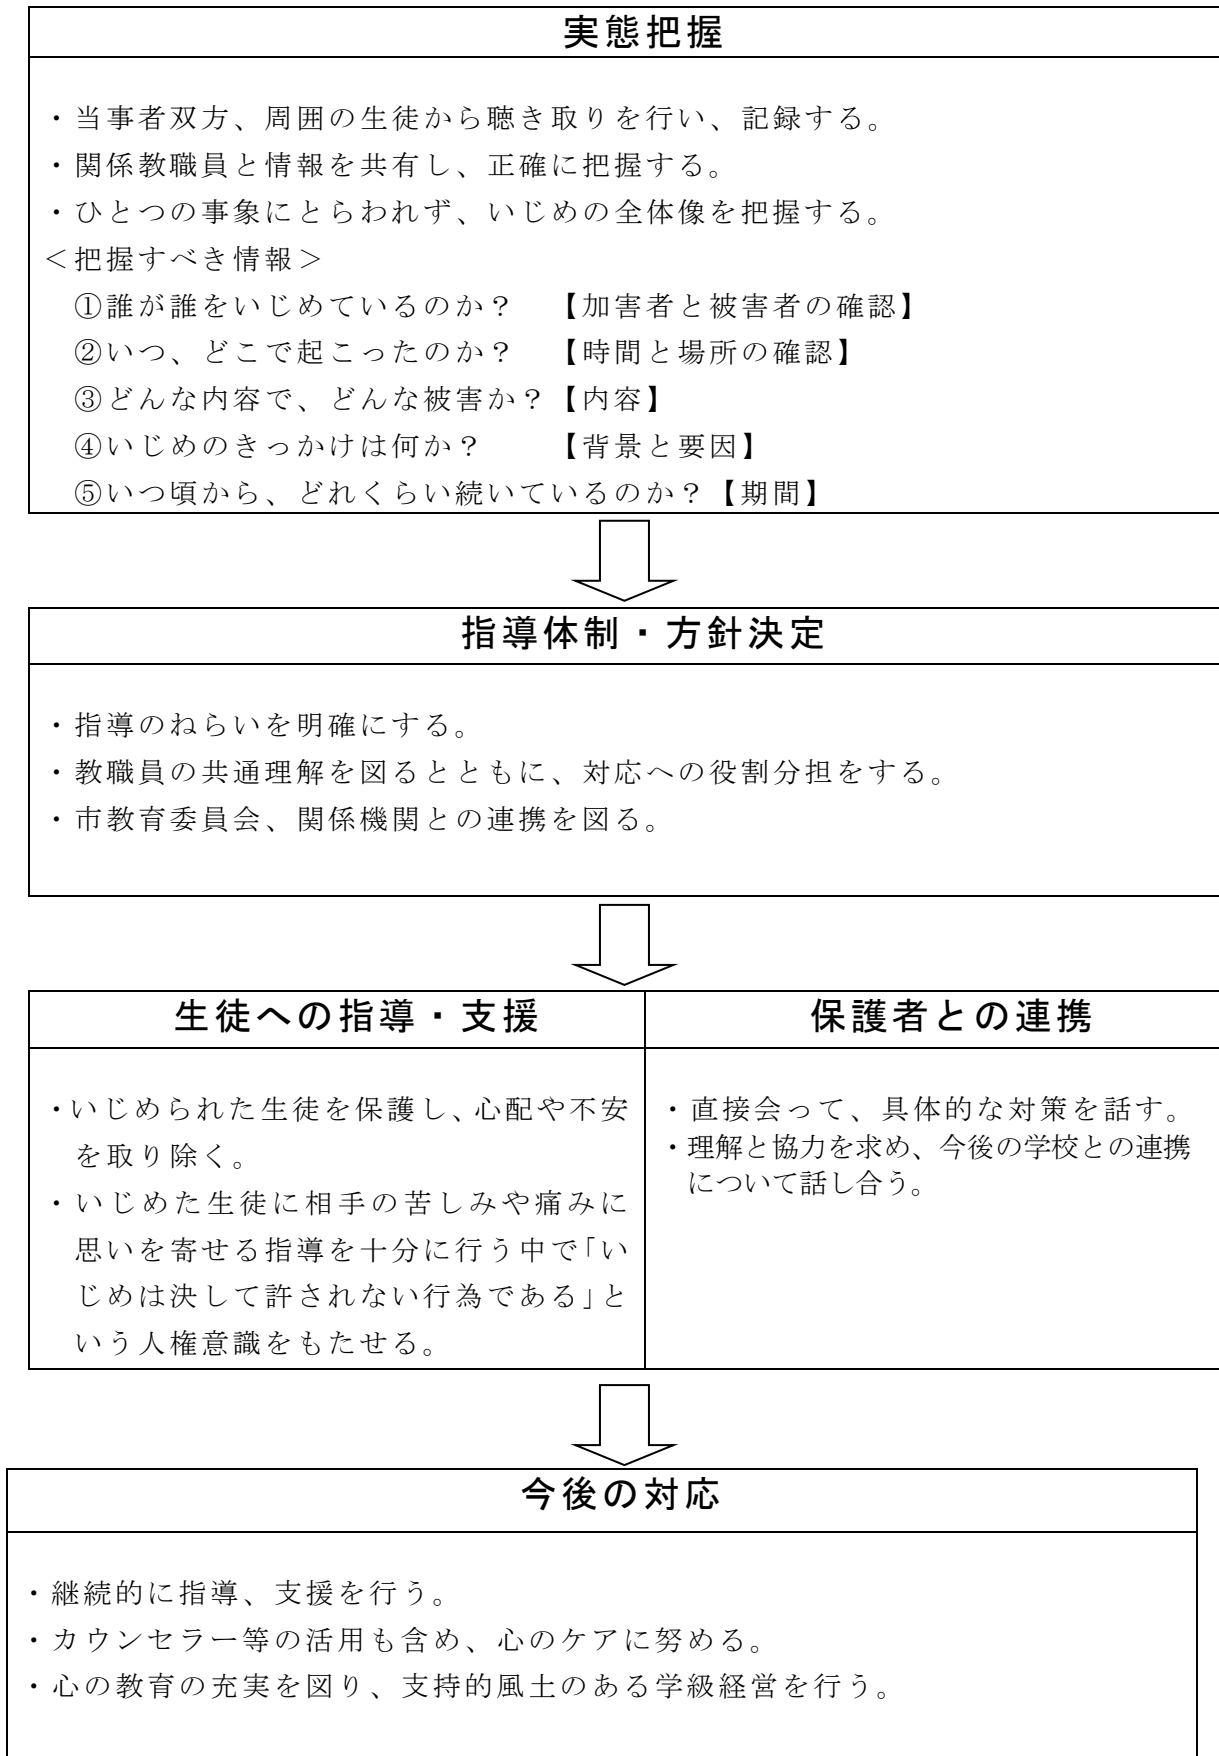 実態把握
・当事者双方、周囲の生徒から聴き取りを行い、記録する。
・関係教職員と情報を共有し、正確に把握する。
・ひとつの事象にとらわれず、いじめの全体像を把握する。
＜把握すべき情報＞
①誰が誰をいじめているのか？　【加害者と被害者の確認】
②いつ、どこで起こったのか？　【時間と場所の確認】
③どんな内容で、どんな被害か？【内容】
④いじめのきっかけは何か？　　【背景と要因】
⑤いつ頃から、どれくらい続いているのか？【期間】
指導体制・方針決定
・指導のねらいを明確にする。
・教職員の共通理解を図るとともに、対応への役割分担をする。
・市教育委員会、関係機関との連携を図る。
生徒への指導・支援
・いじめられた生徒を保護し、心配や不安
を取り除く。
・いじめた生徒に相手の苦しみや痛みに
思いを寄せる指導を十分に行う中で「い
じめは決して許されない行為である」と
いう人権意識をもたせる。
保護者との連携
・直接会って、具体的な対策を話す。
・理解と協力を求め、今後の学校との連携
について話し合う。
今後の対応
・継続的に指導、支援を行う。
・カウンセラー等の活用も含め、心のケアに努める。
・心の教育の充実を図り、支持的風土のある学級経営を行う。